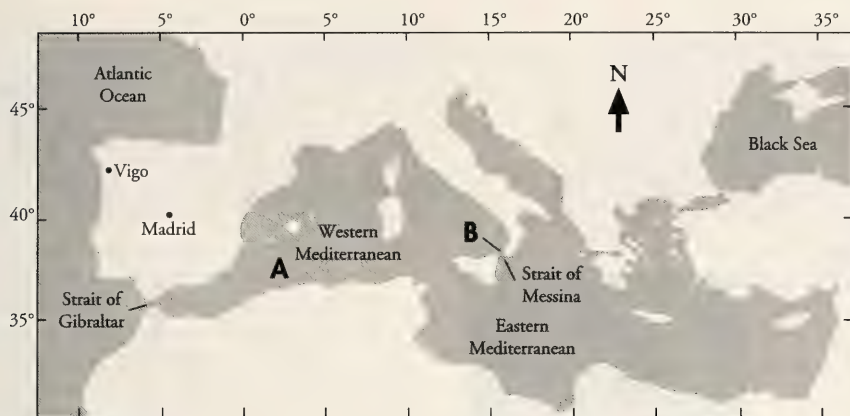 10° 5° 0° 5° 10° 15° 20° 25° 30° 35°
Atlantic
Ocean
N
45°
Black Sea
Vigo
40°
Madrid
Western
Mediterranean
B
A
Strait of
Messina
Strait of
Gibraltar
35°
Eastern
Mediterranean